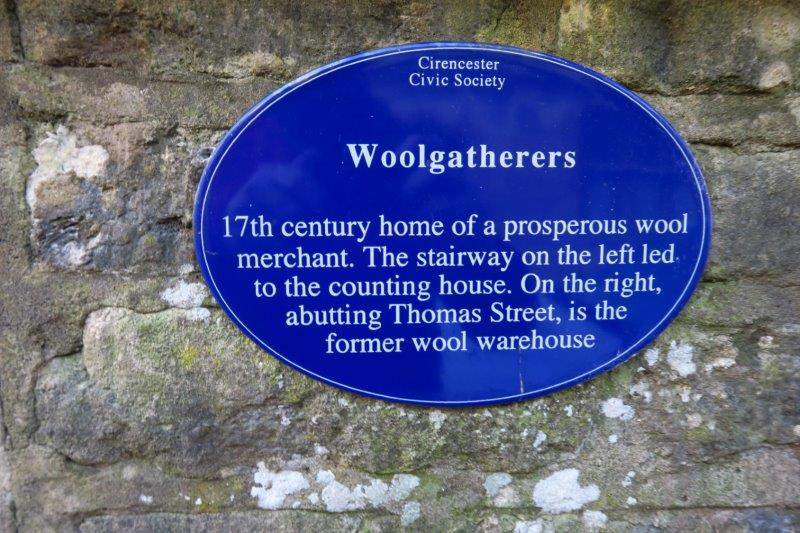 Cirencester
Civic Society
Woolgatherers
17th century home of a prosperous wool
merchant. The stairway on the left led
to the counting house. On the right,
abutting Thomas Street, is the
former wool warehouse